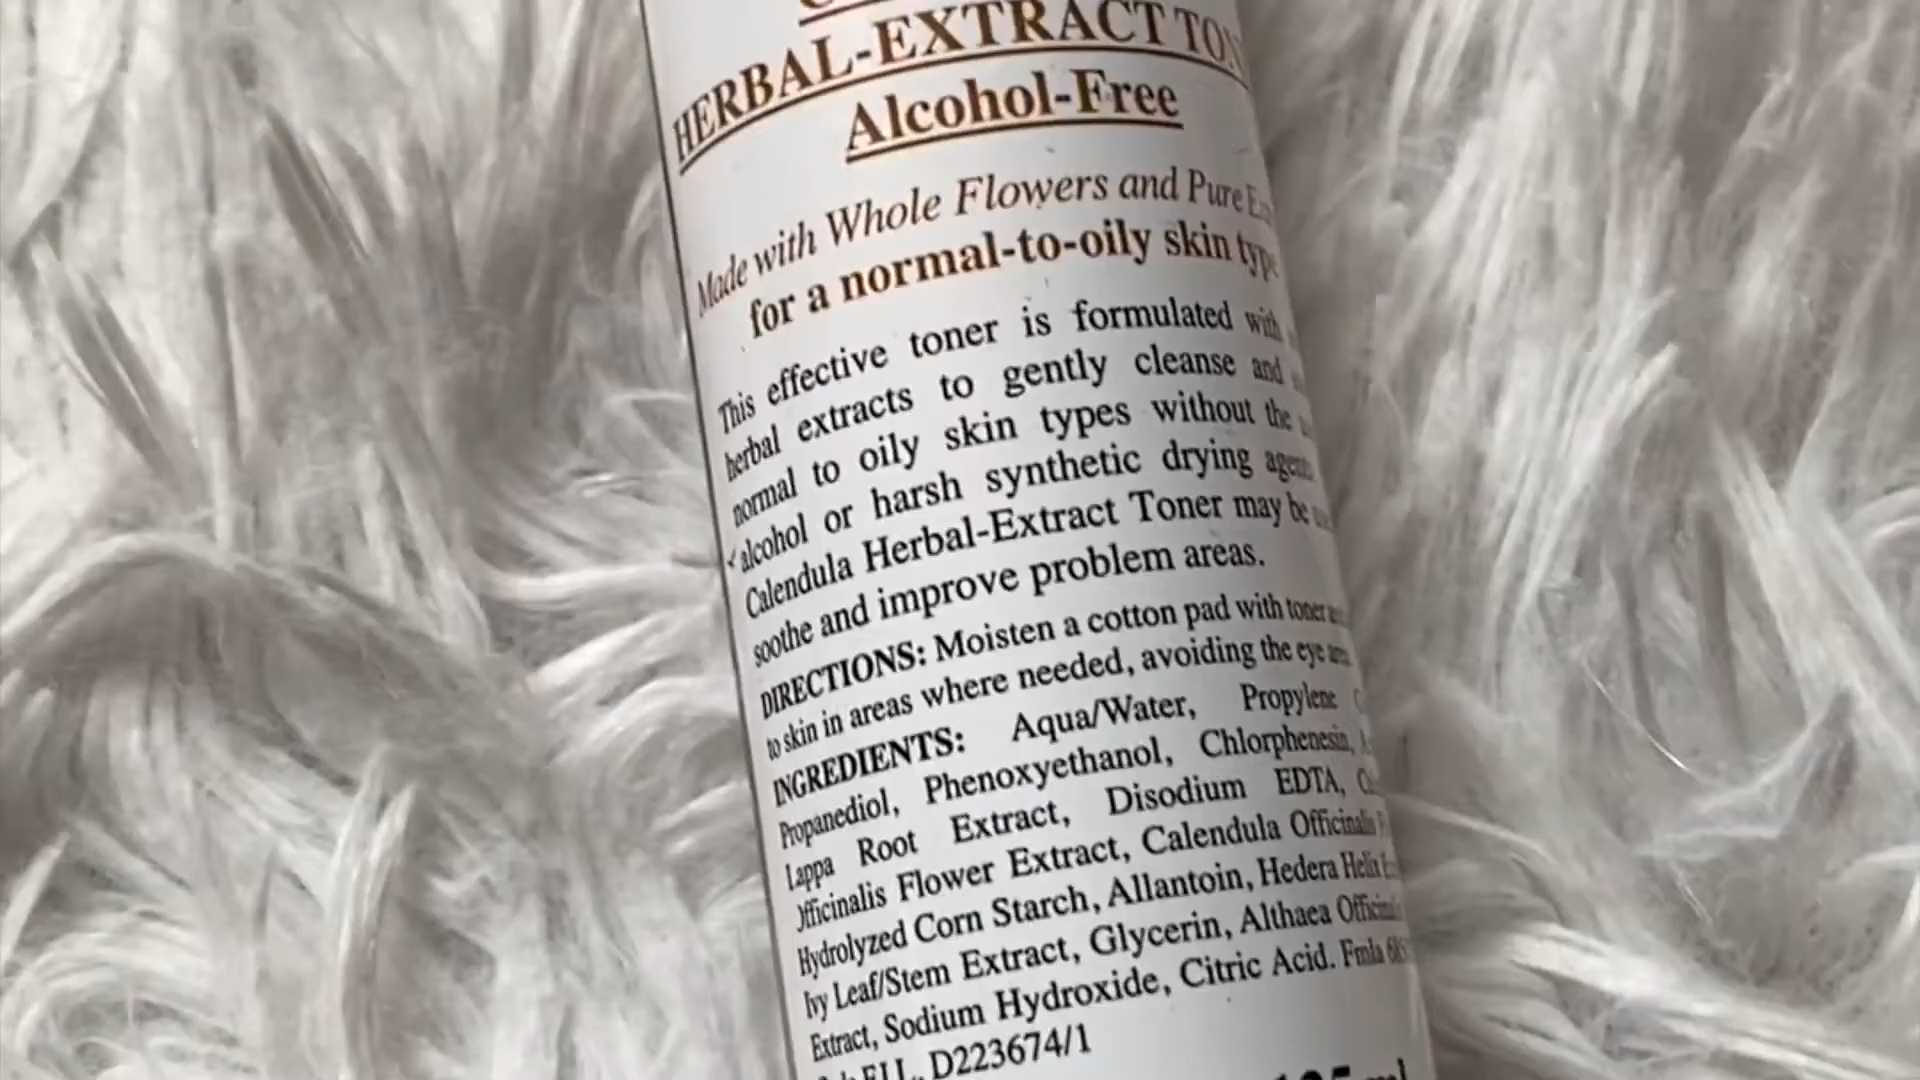 HERBAL-EXTRACT
Alcohol-Free
Made with Whole Flowers and Pure
for a normal-to-oily skin
This effective toner is formulated with
herbal extracts to gently cleanse and
normal to oily skin types without the
alcohol or harsh synthetic drying
Calendula Herbal-Extract Toner may be
soothe and improve problem areas.
DIRECTIONS: Moisten a cotton pad with toner
to skin in areas where needed, avoiding the eye
INGREDIENTS: Aqua/Water, Propylene
Propanediol, Phenoxyethanol, Chlorphenesin,
Lappa Root Extract, Disodium EDTA,
Officinalis Flower Extract, Calendula Officinalis
Hydrolyzed Corn Starch, Allantoin, Hedera Helix
Ivy Leaf/Stem Extract, Glycerin, Althaea
Extract, Sodium Hydroxide, Citric Acid. Fmla
D223674/1